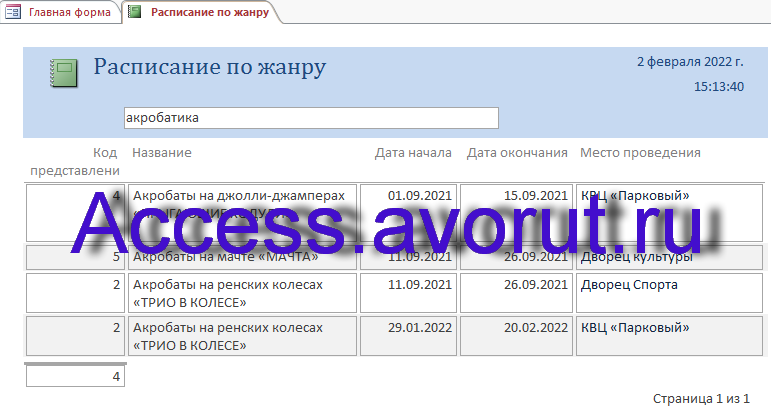 Главная форма
Расписание по жанру
Расписание по жанру
2 февраля 2022 г.
15:13:40
акробатика
Код представлени
Название
Дата начала
Дата окончания
Место проведения
4
Акробаты на джолли-джамперах
01.09.2021
15.09.2021
КВЦ «Парковый»
Access.avorut.ru
5
Акробаты на мачте «МАЧТА»
11.09.2021
26.09.2021
Дворец культуры
2
Акробаты на ренских колесах
«ТРИО В КОЛЕСЕ»
11.09.2021
26.09.2021
Дворец Спорта
2
Акробаты на ренских колесах
«ТРИО В КОЛЕСЕ»
29.01.2022
20.02.2022
КВЦ «Парковый»
4
Страница 1 из 1